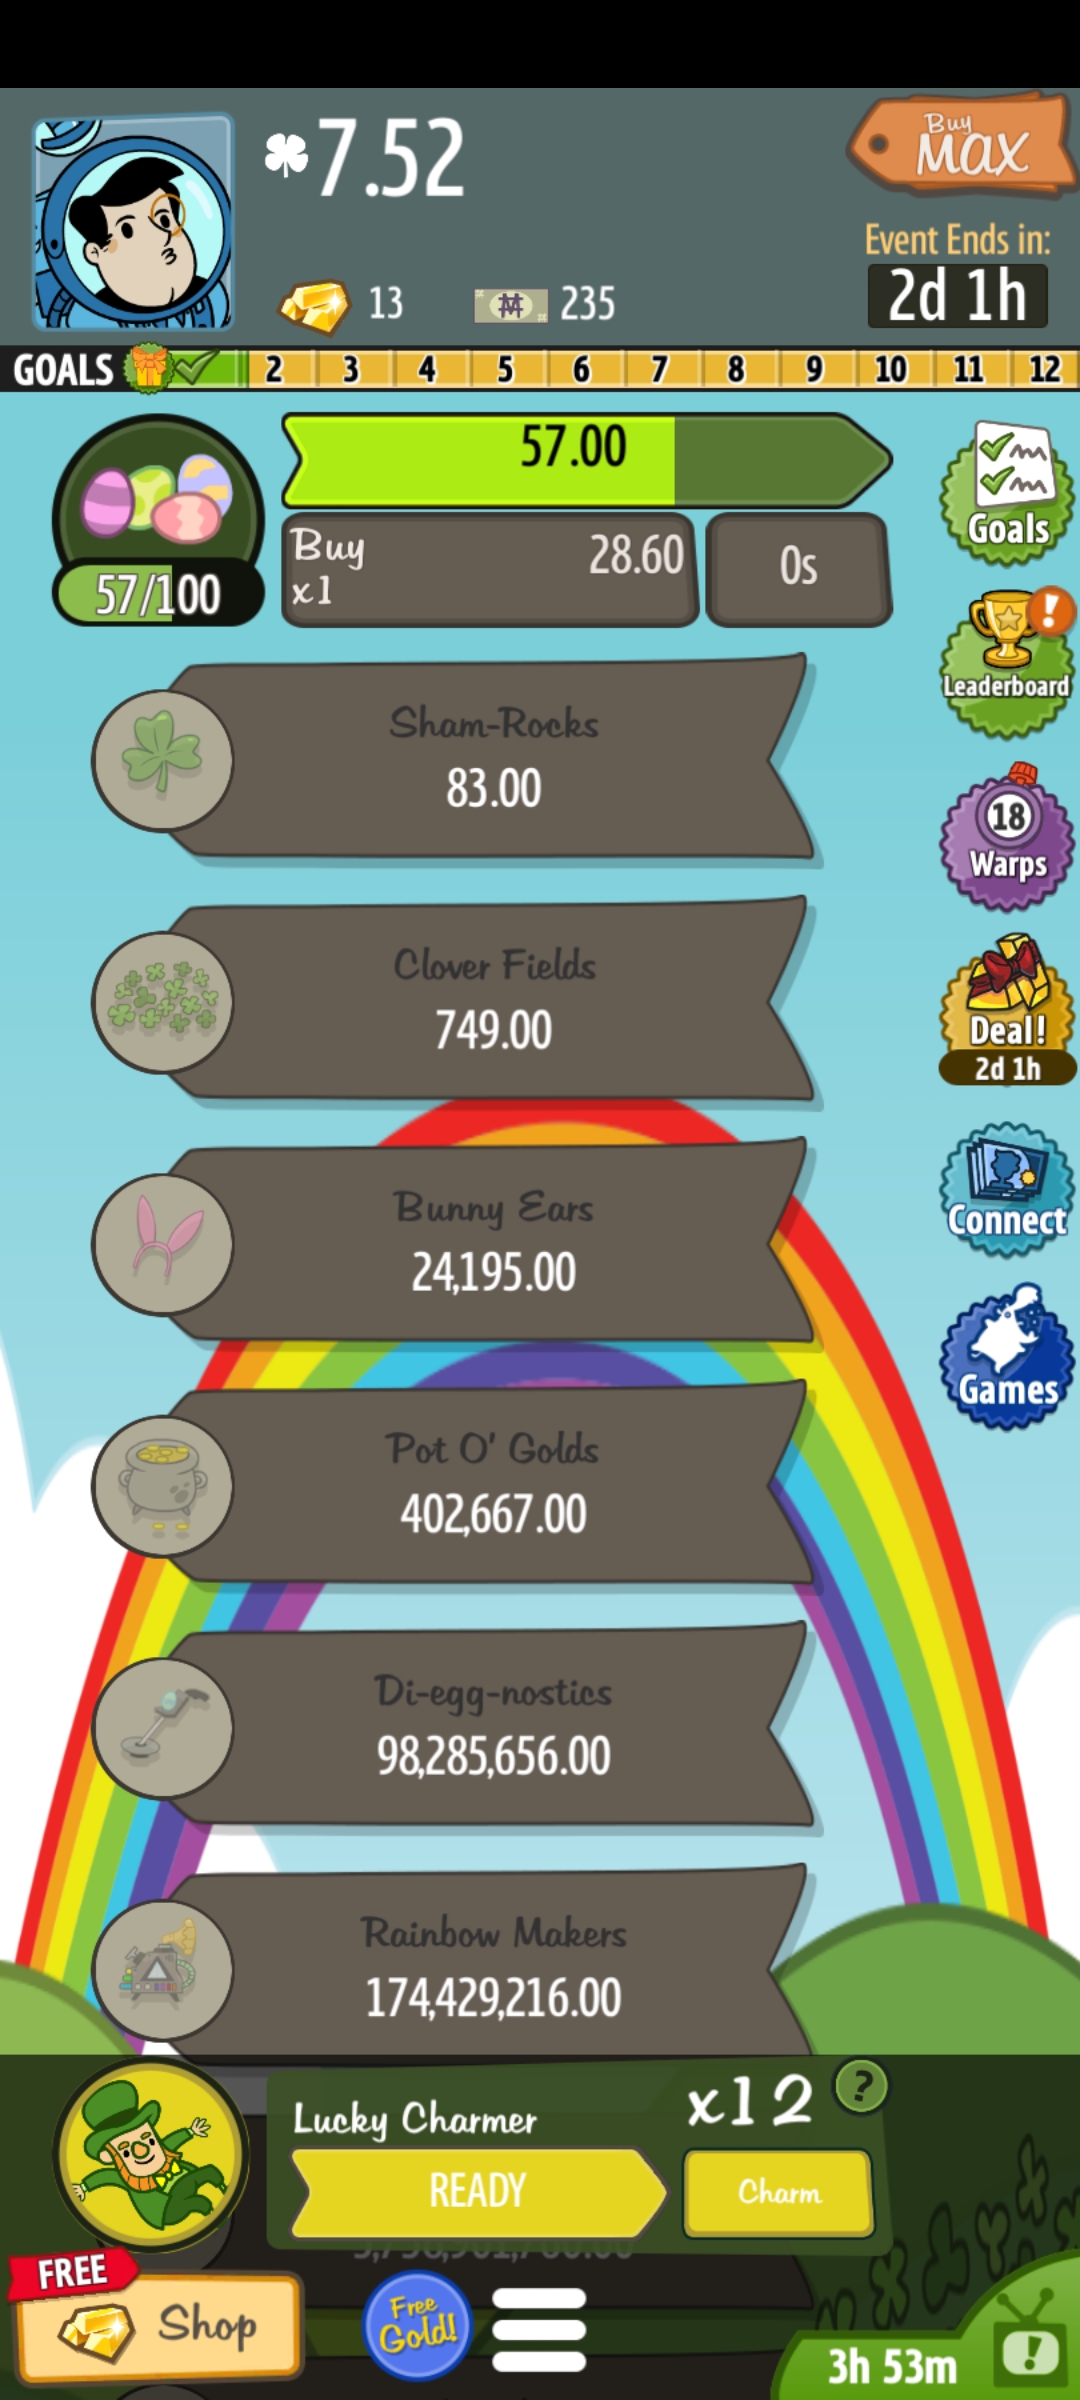 7.52
Buy
MAX
Event Ends in:
2d 1h
13
235
GOALS 2 3 4 5 6 7 8 9 10 11 12
57.00
57/100
Buy
x1
28.60
0s
Goals
Sham-Rocks
83.00
Leaderboard
18
Warps
Clover Fields
749.00
Deal!
2d 1h
Bunny Ears
24,195.00
Connect
Pot O' Golds
402,667.00
Games
Di-egg-nostics
98,285,656.00
Rainbow Makers
174,429,216.00
Lucky Charmer
x12
?
READY
Charm
FREE
Shop
Free
Gold!
3h 53m